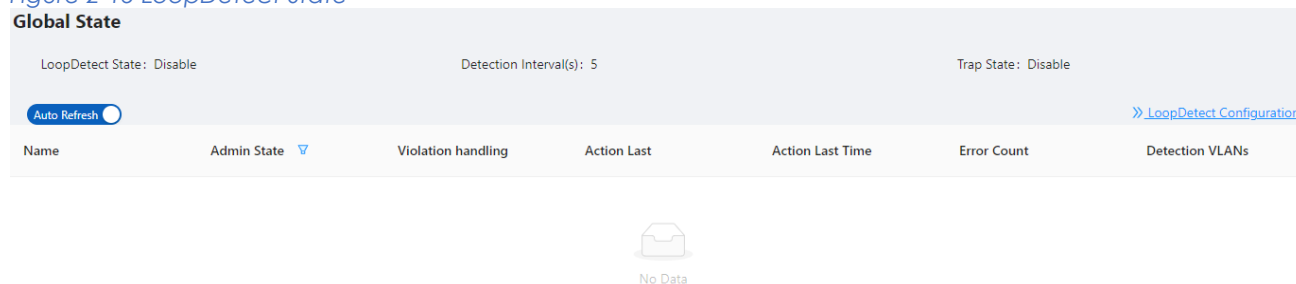 Global State
LoopDetect State: Disable Detection Interval(s): 5 Trap State: Disable
Auto Refresh
LoopDetect Configuration
Name Admin State Violation handling Action Last Action Last Time Error Count Detection VLANs
No Data